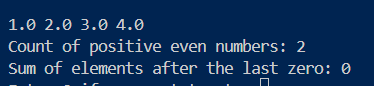 1.0 2.0 3.0 4.0
Count of positive even numbers: 2
Sum of elements after the last zero: 0